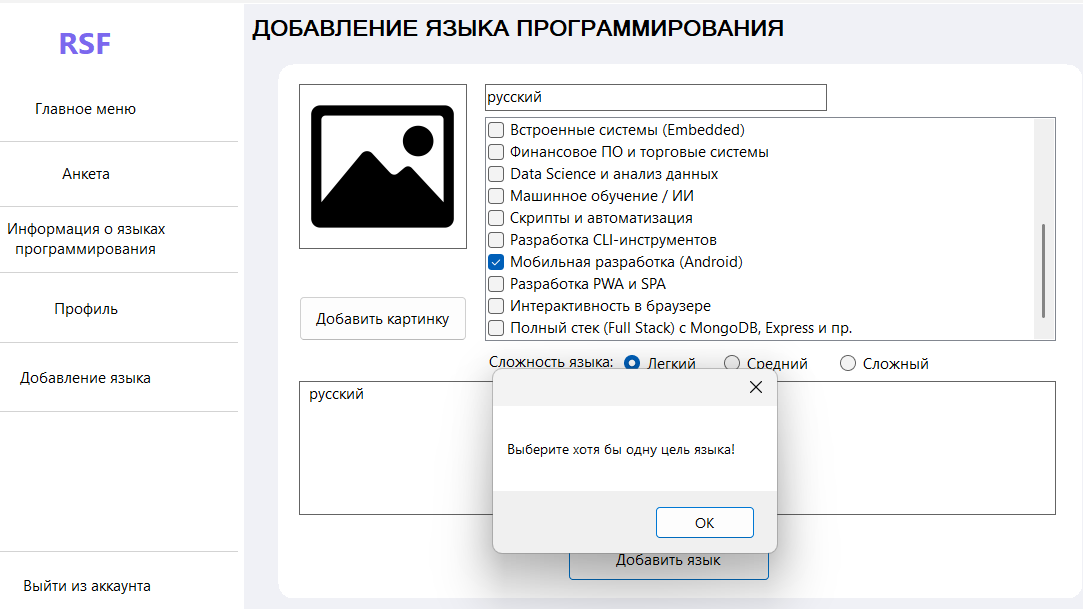 RSF
Главное меню
Анкета
Информация о языках
программирования
Профиль
Добавление языка
Выйти из аккаунта
ДОБАВЛЕНИЕ ЯЗЫКА ПРОГРАММИРОВАНИЯ
русский
Встроенные системы (Embedded)
Финансовое ПО и торговые системы
Data Science и анализ данных
Машинное обучение / ИИ
Скрипты и автоматизация
Разработка CLI-инструментов
Мобильная разработка (Android)
Разработка PWA и SPA
Интерактивность в браузере
Полный стек (Full Stack) с MongoDB, Express и пр.
Добавить картинку
Сложность языка: Легкий Средний Сложный
русский
Выберите хотя бы одну цель языка!
OK
Добавить язык